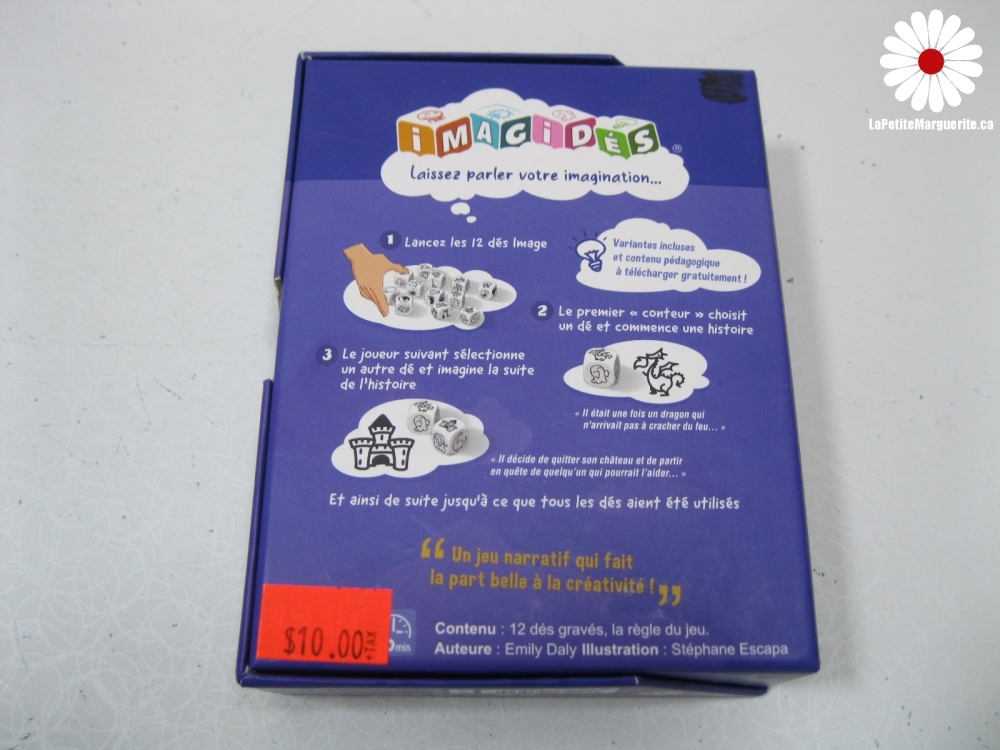 LaPetiteMarguerite.ca
iMAGiDÉS®
Laissez parler votre imagination...
1 Lancez les 12 dés Image
Variantes incluses
et contenu pédagogique
à télécharger gratuitement !
2 Le premier « conteur » choisit
un dé et commence une histoire
3 Le joueur suivant sélectionne
un autre dé et imagine la suite
de l'histoire
« Il était une fois un dragon qui
n'arrivait pas à cracher du feu... »
« Il décide de quitter son château et de partir
en quête de quelqu'un qui pourrait l'aider... »
Et ainsi de suite jusqu'à ce que tous les dés aient été utilisés
“ Un jeu narratif qui fait
la part belle à la créativité ! ”
$10.00 +TAX
min
Contenu : 12 dés gravés, la règle du jeu.
Auteure : Emily Daly Illustration : Stéphane Escapa